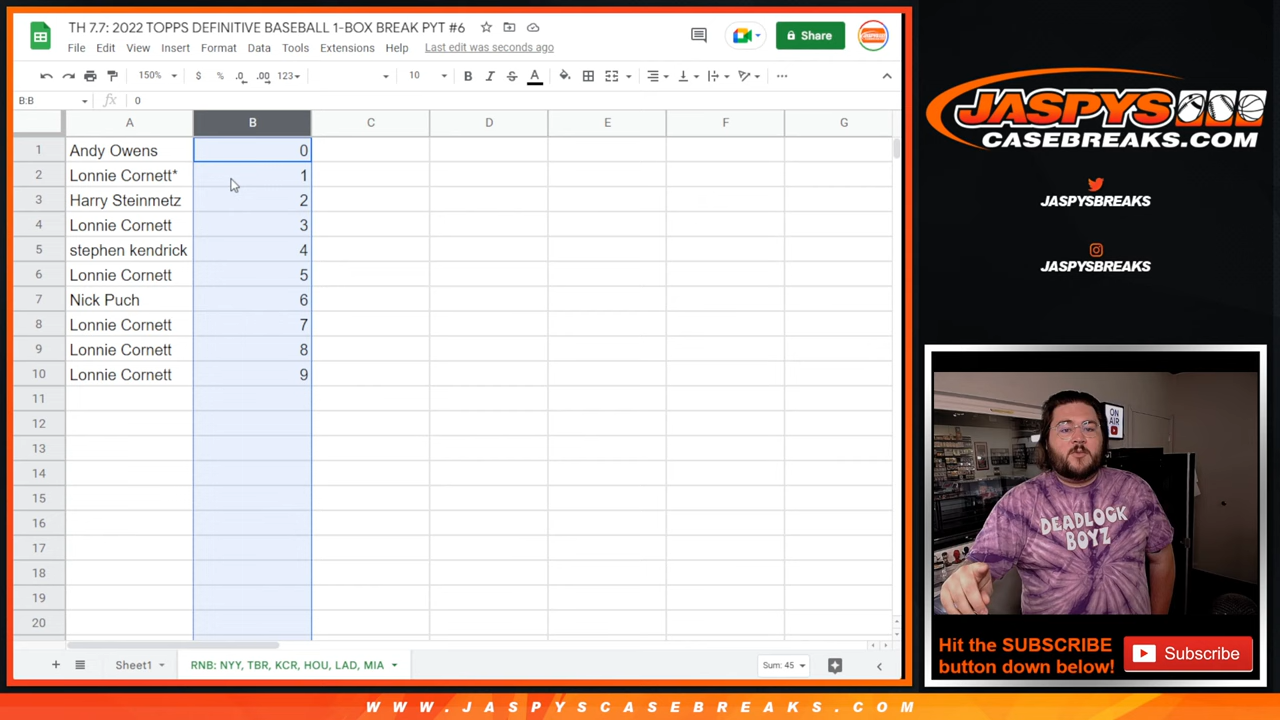 TH 7.7: 2022 TOPPS DEFINITIVE BASEBALL 1-BOX BREAK PYT #6
File Edit View Insert Format Data Tools Extensions Help Last edit was seconds ago
Share
150% $ % .0 .00 123 10 B I S A
B:B fx 0
A B C D E F G
1 Andy Owens 0
2 Lonnie Cornett* 1
3 Harry Steinmetz 2
4 Lonnie Cornett 3
5 stephen kendrick 4
6 Lonnie Cornett 5
7 Nick Puch 6
8 Lonnie Cornett 7
9 Lonnie Cornett 8
10 Lonnie Cornett 9
11
12
13
14
15
16
17
18
19
20
Sheet1 RNB: NYY, TBR, KCR, HOU, LAD, MIA Sum: 45
JASPYS
CASEBREAKS.COM
JASPYSBREAKS
JASPYSBREAKS
ON
AIR
DEADLOCK
BOYZ
Hit the SUBSCRIBE
button down below!
Subscribe
WWW.JASPYSCASEBREAKS.COM